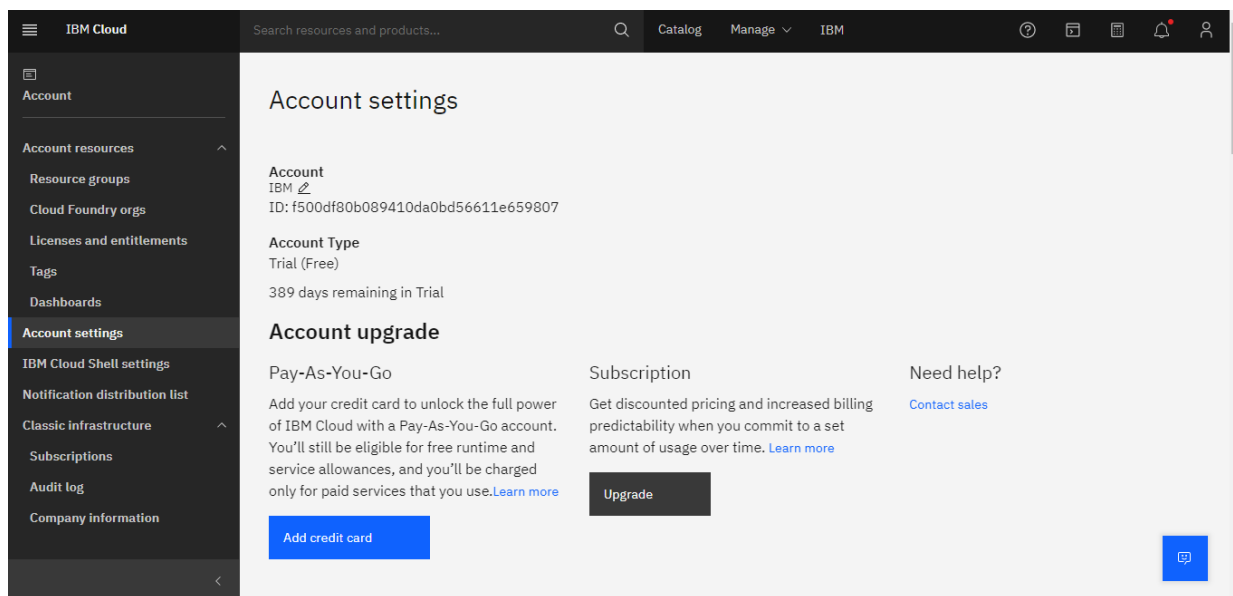 IBM Cloud
Search resources and products...
Catalog
Manage
IBM
Account
Account resources
Resource groups
Cloud Foundry orgs
Licenses and entitlements
Tags
Dashboards
Account settings
IBM Cloud Shell settings
Notification distribution list
Classic infrastructure
Subscriptions
Audit log
Company information
Account settings
Account
IBM
ID: f500df80b089410da0bd56611e659807
Account Type
Trial (Free)
389 days remaining in Trial
Account upgrade
Pay-As-You-Go
Add your credit card to unlock the full power
of IBM Cloud with a Pay-As-You-Go account.
You'll still be eligible for free runtime and
service allowances, and you'll be charged
only for paid services that you use.Learn more
Add credit card
Subscription
Get discounted pricing and increased billing
predictability when you commit to a set
amount of usage over time. Learn more
Upgrade
Need help?
Contact sales